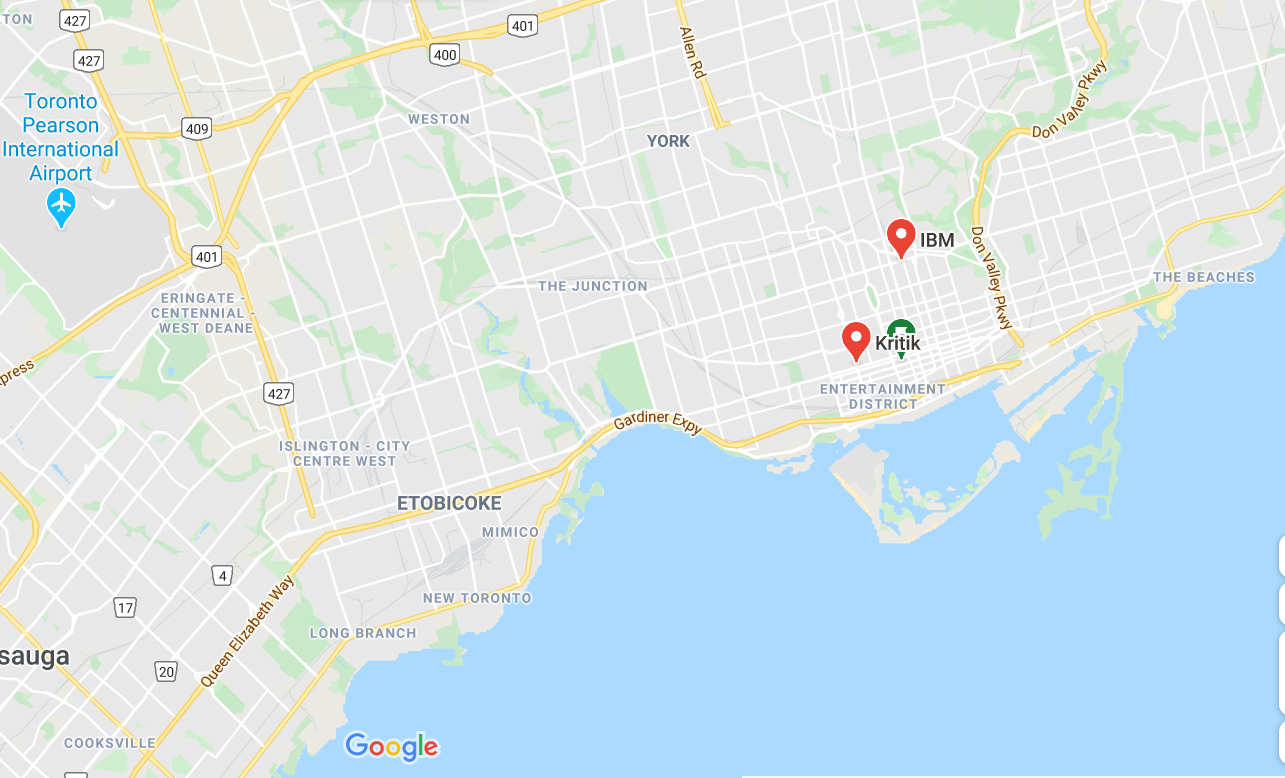 TON
427
401
400
427
Allen Rd
Toronto
Pearson
International
Airport
409
WESTON
YORK
Don Valley Pkwy
401
IBM
Don Valley Pkwy
THE BEACHES
THE JUNCTION
ERINGATE -
CENTENNIAL -
WEST DEANE
Kritik
press
427
ENTERTAINMENT
DISTRICT
Gardiner Expy
ISLINGTON - CITY
CENTRE WEST
ETOBICOKE
MIMICO
4
17
NEW TORONTO
Queen Elizabeth Way
LONG BRANCH
sauga
20
COOKSVILLE
Google